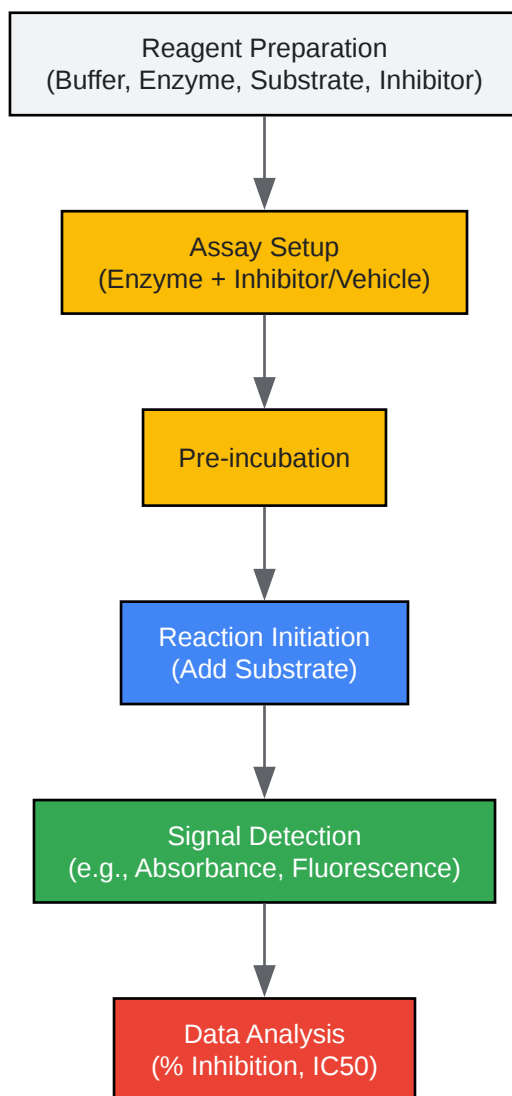 Reagent Preparation
(Buffer, Enzyme, Substrate, Inhibitor)
Assay Setup
(Enzyme + Inhibitor/Vehicle)
Pre-incubation
Reaction Initiation
(Add Substrate)
Signal Detection
(e.g., Absorbance, Fluorescence)
Data Analysis
(% Inhibition, IC50)